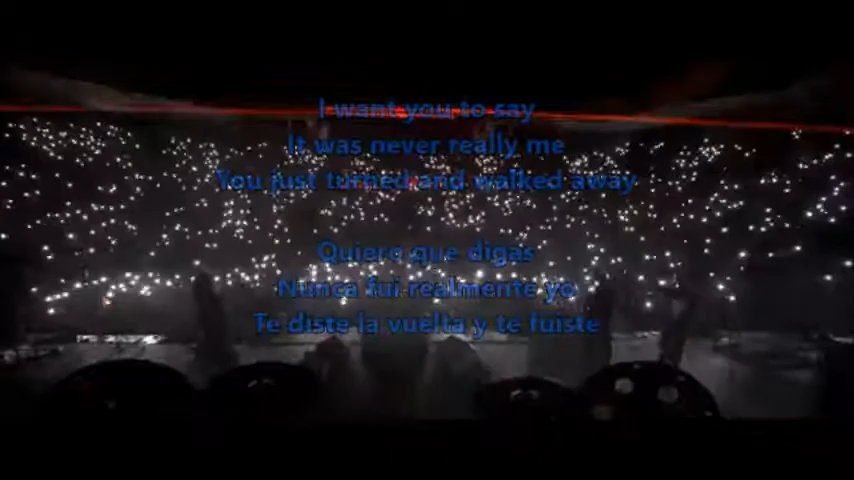 I want you to say
It was never really me
You just turned and walked away
Quiero que digas
Nunca fui realmente yo
Te diste la vuelta y te fuiste